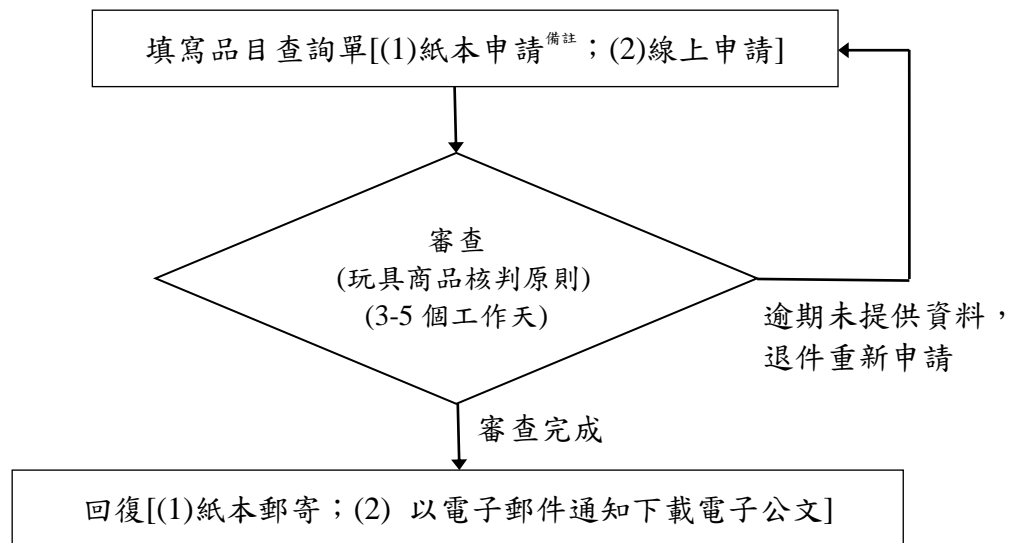 填寫品目查詢單[(1)紙本申請備註；(2)線上申請]
審查
(玩具商品核判原則)
(3-5 個工作天)
逾期未提供資料，
退件重新申請
審查完成
回復[(1)紙本郵寄；(2) 以電子郵件通知下載電子公文]